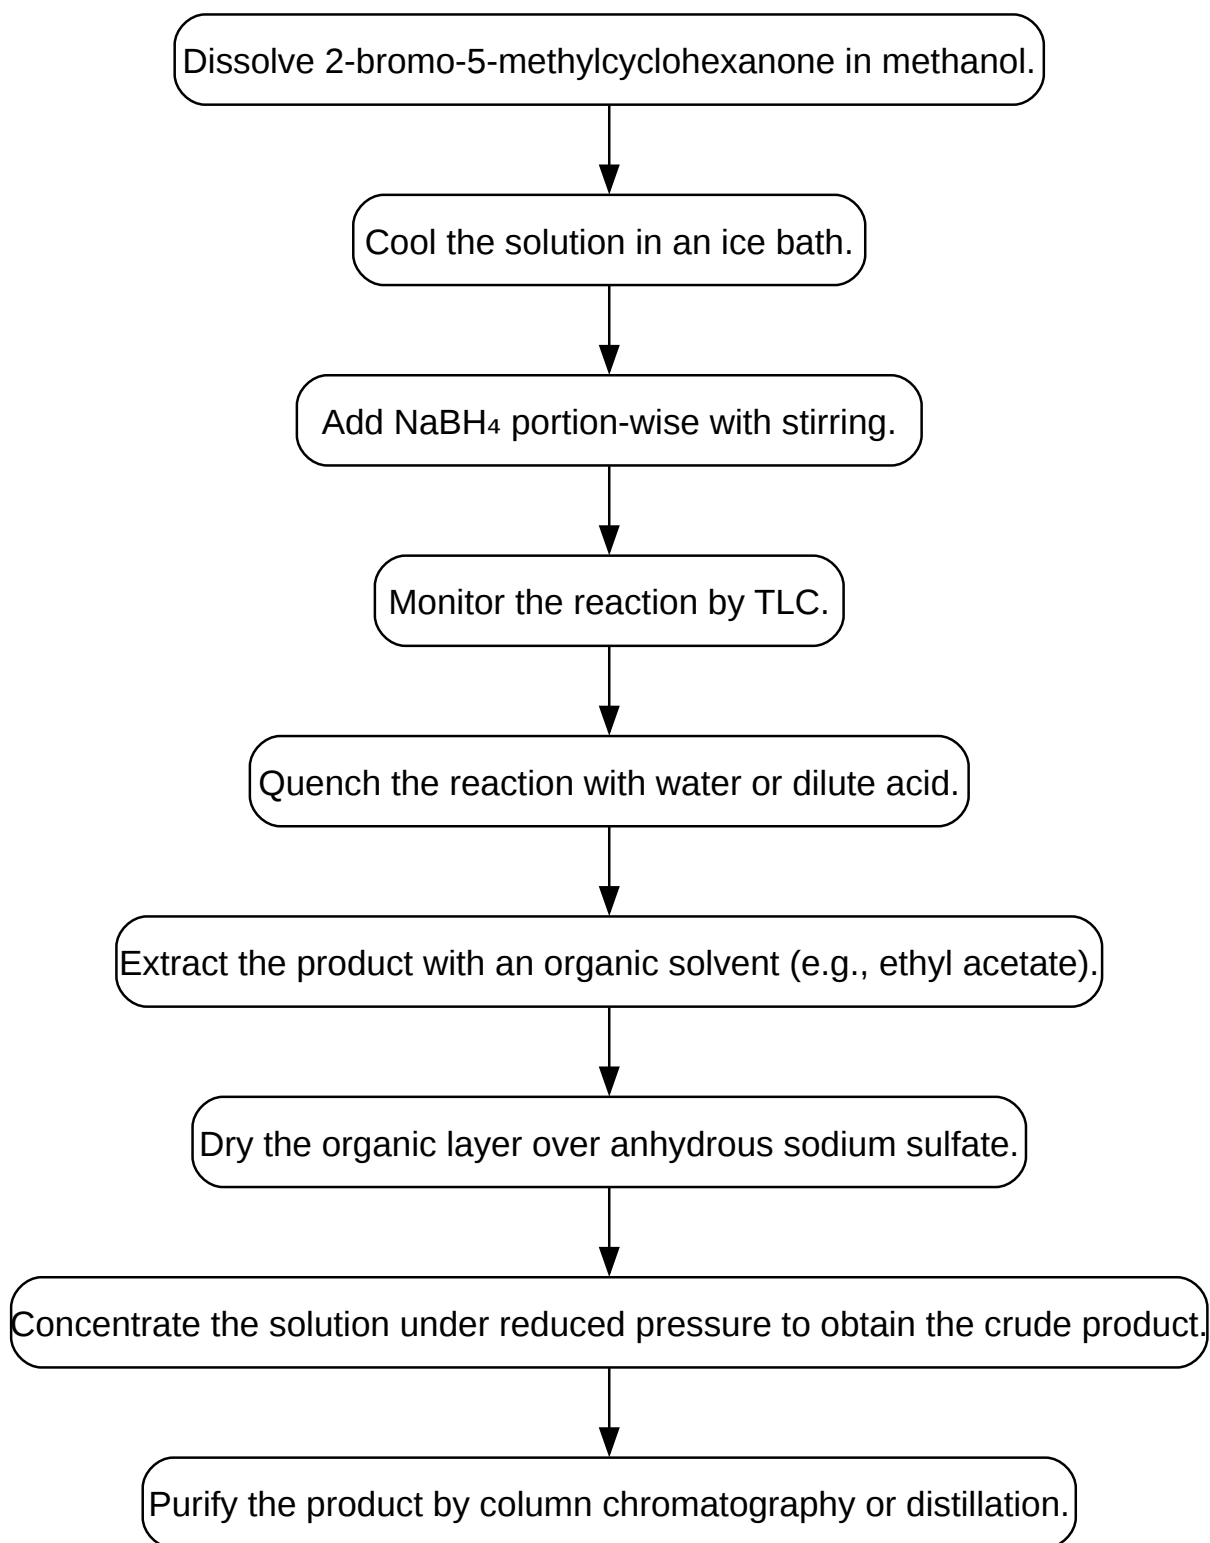 Dissolve 2-bromo-5-methylcyclohexanone in methanol.
Cool the solution in an ice bath.
Add NaBH₄ portion-wise with stirring.
Monitor the reaction by TLC.
Quench the reaction with water or dilute acid.
Extract the product with an organic solvent (e.g., ethyl acetate).
Dry the organic layer over anhydrous sodium sulfate.
Concentrate the solution under reduced pressure to obtain the crude product.
Purify the product by column chromatography or distillation.